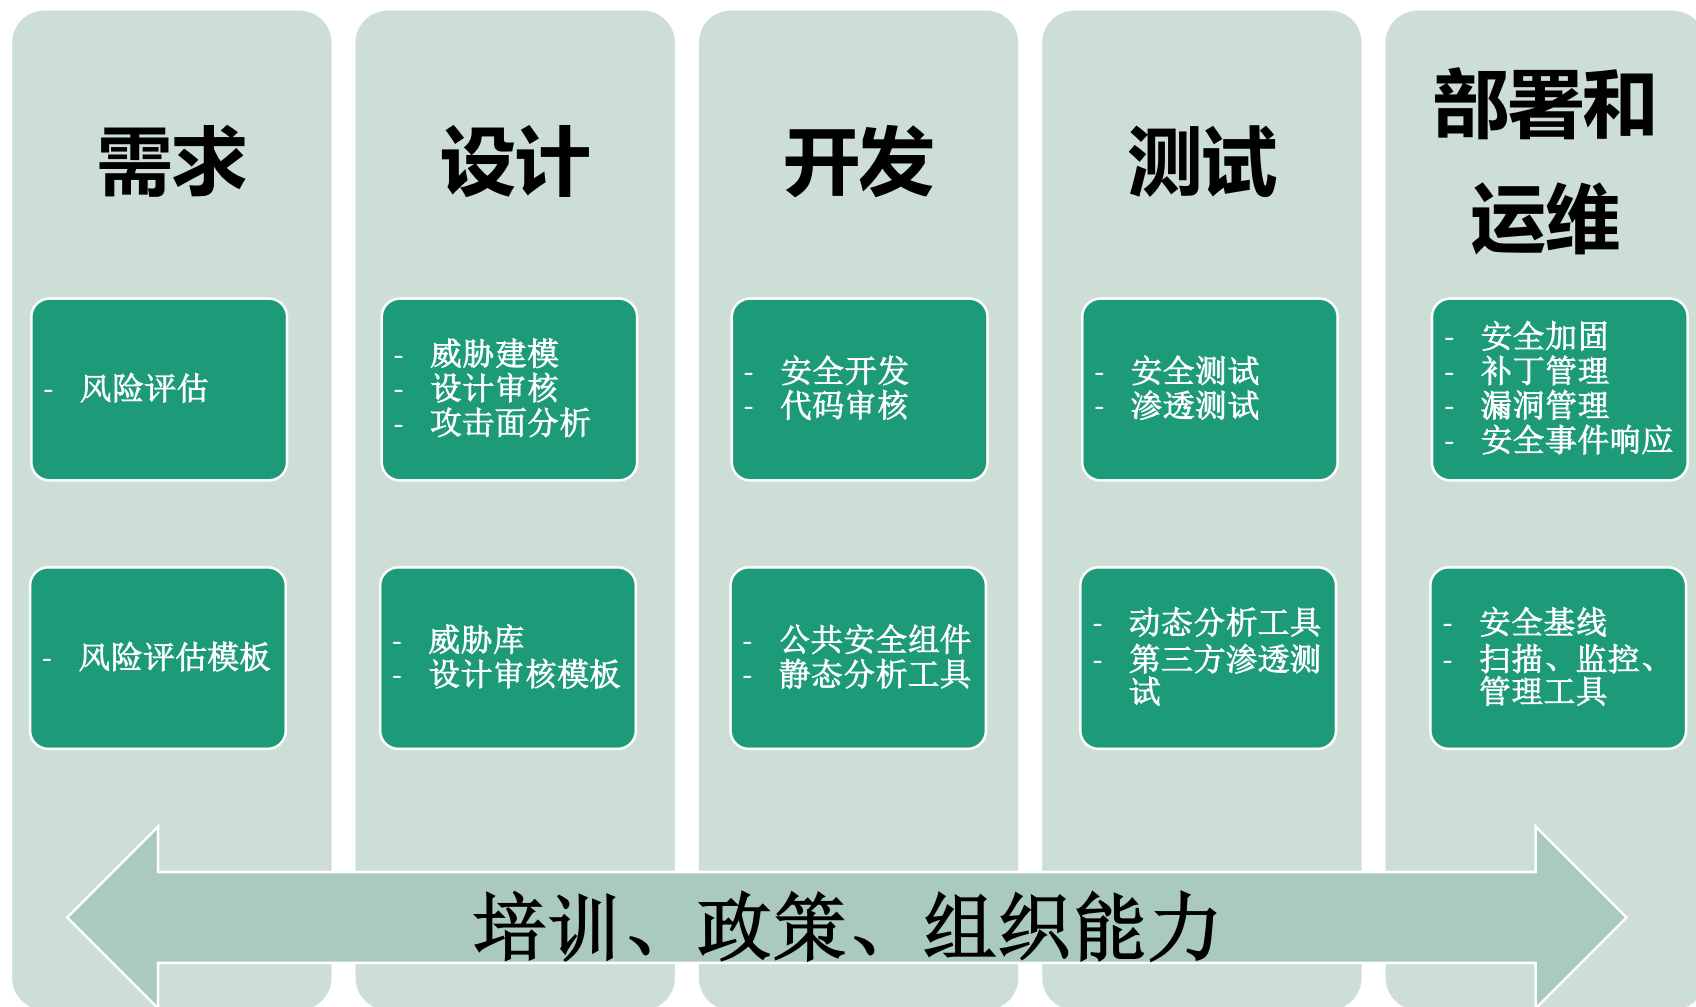 需求
设计
开发
测试
部署和
运维
- 风险评估
- 威胁建模
- 设计审核
- 攻击面分析
- 安全开发
- 代码审核
- 安全测试
- 渗透测试
- 安全加固
- 补丁管理
- 漏洞管理
- 安全事件响应
- 风险评估模板
- 威胁库
- 设计审核模板
- 公共安全组件
- 静态分析工具
- 动态分析工具
- 第三方渗透测
试
- 安全基线
- 扫描、监控、
管理工具
培训、政策、组织能力